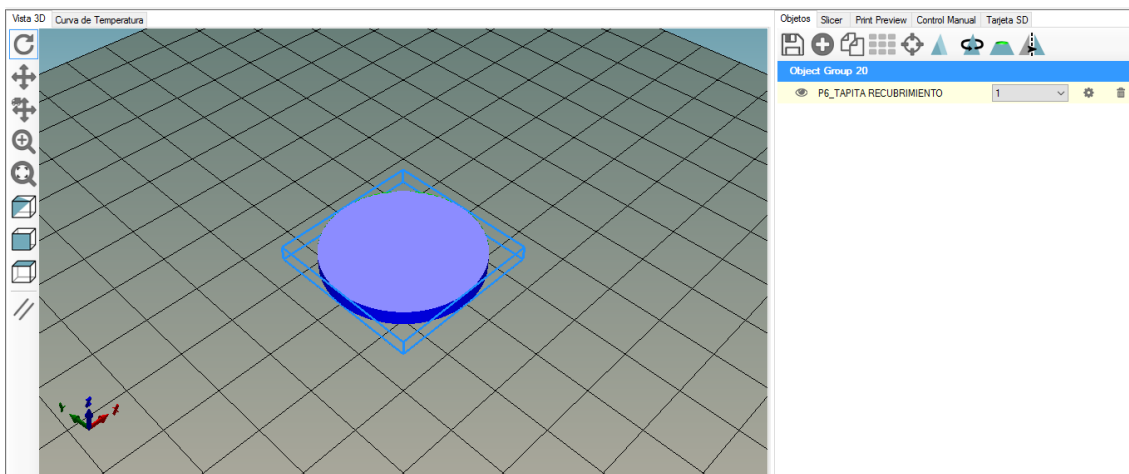 Vista 3D Curva de Temperatura
Objetos Slicer Print Preview Control Manual Tarjeta SD
Object Group 20
P6_TAPITA RECUBRIMIENTO 1
Z
Y X